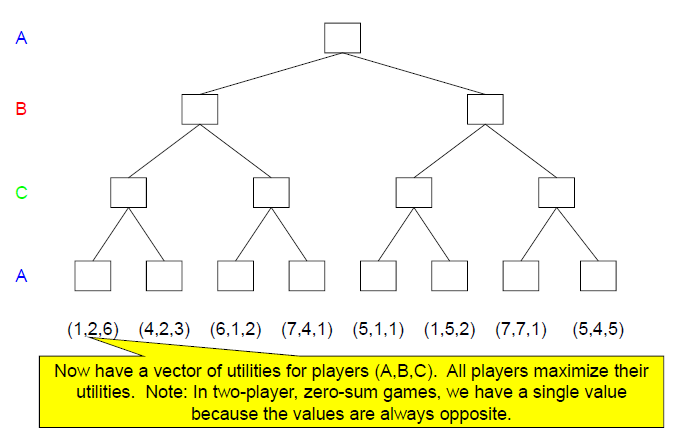 A
B
C
A
(1,2,6) (4,2,3) (6,1,2) (7,4,1) (5,1,1) (1,5,2) (7,7,1) (5,4,5)
Now have a vector of utilities for players (A,B,C). All players maximize their
utilities. Note: In two-player, zero-sum games, we have a single value
because the values are always opposite.